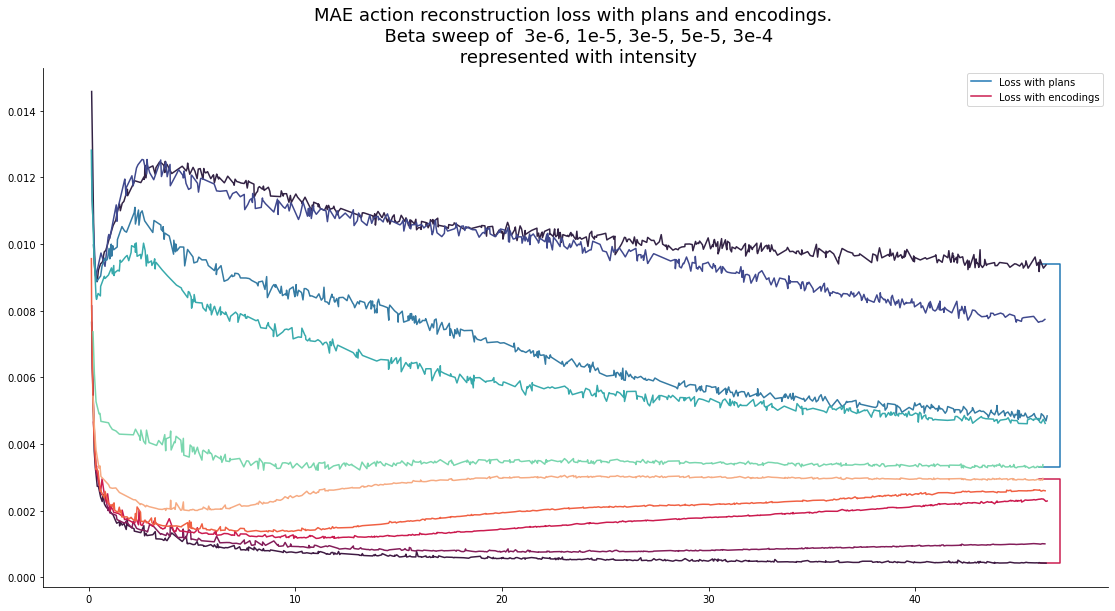 MAE action reconstruction loss with plans and encodings.
Beta sweep of  3e-6, 1e-5, 3e-5, 5e-5, 3e-4
represented with intensity
Loss with plans
Loss with encodings
0.014
0.012
0.010
0.008
0.006
0.004
0.002
0.000
0
10
20
30
40